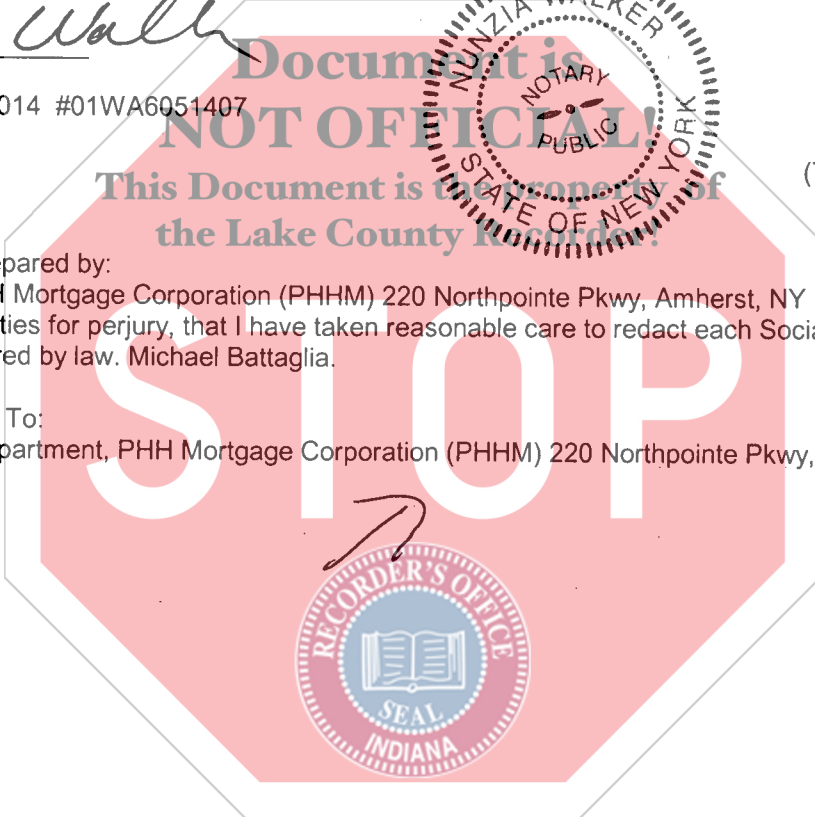 Wall
NUNZIA WALKER
NOTARY
PUBLIC
STATE OF NEW YORK
014 #01WA6051407
Document is
NOT OFFICIAL!
This Document is the property of
the Lake County Recorder!
(
pared by:
Mortgage Corporation (PHHM) 220 Northpointe Pkwy, Amherst, NY
ties for perjury, that I have taken reasonable care to redact each Socia
red by law. Michael Battaglia.
To:
partment, PHH Mortgage Corporation (PHHM) 220 Northpointe Pkwy,
STOP
RECORDER'S OFFICE
SEAL
INDIANA